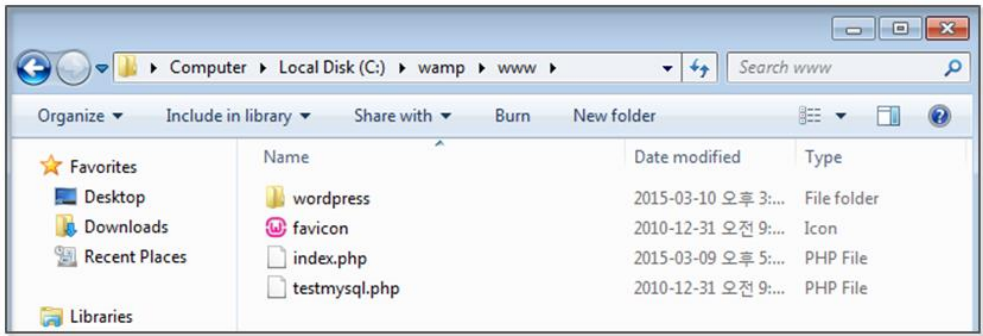 Computer Local Disk (C:) wamp www Search www
Organize Include in library Share with Burn New folder
Favorites
Desktop
Downloads
Recent Places
Libraries
Name Date modified Type
wordpress 2015-03-10 오후 3:... File folder
favicon 2010-12-31 오전 9:... Icon
index.php 2015-03-09 오후 5:... PHP File
testmysql.php 2010-12-31 오전 9:... PHP File